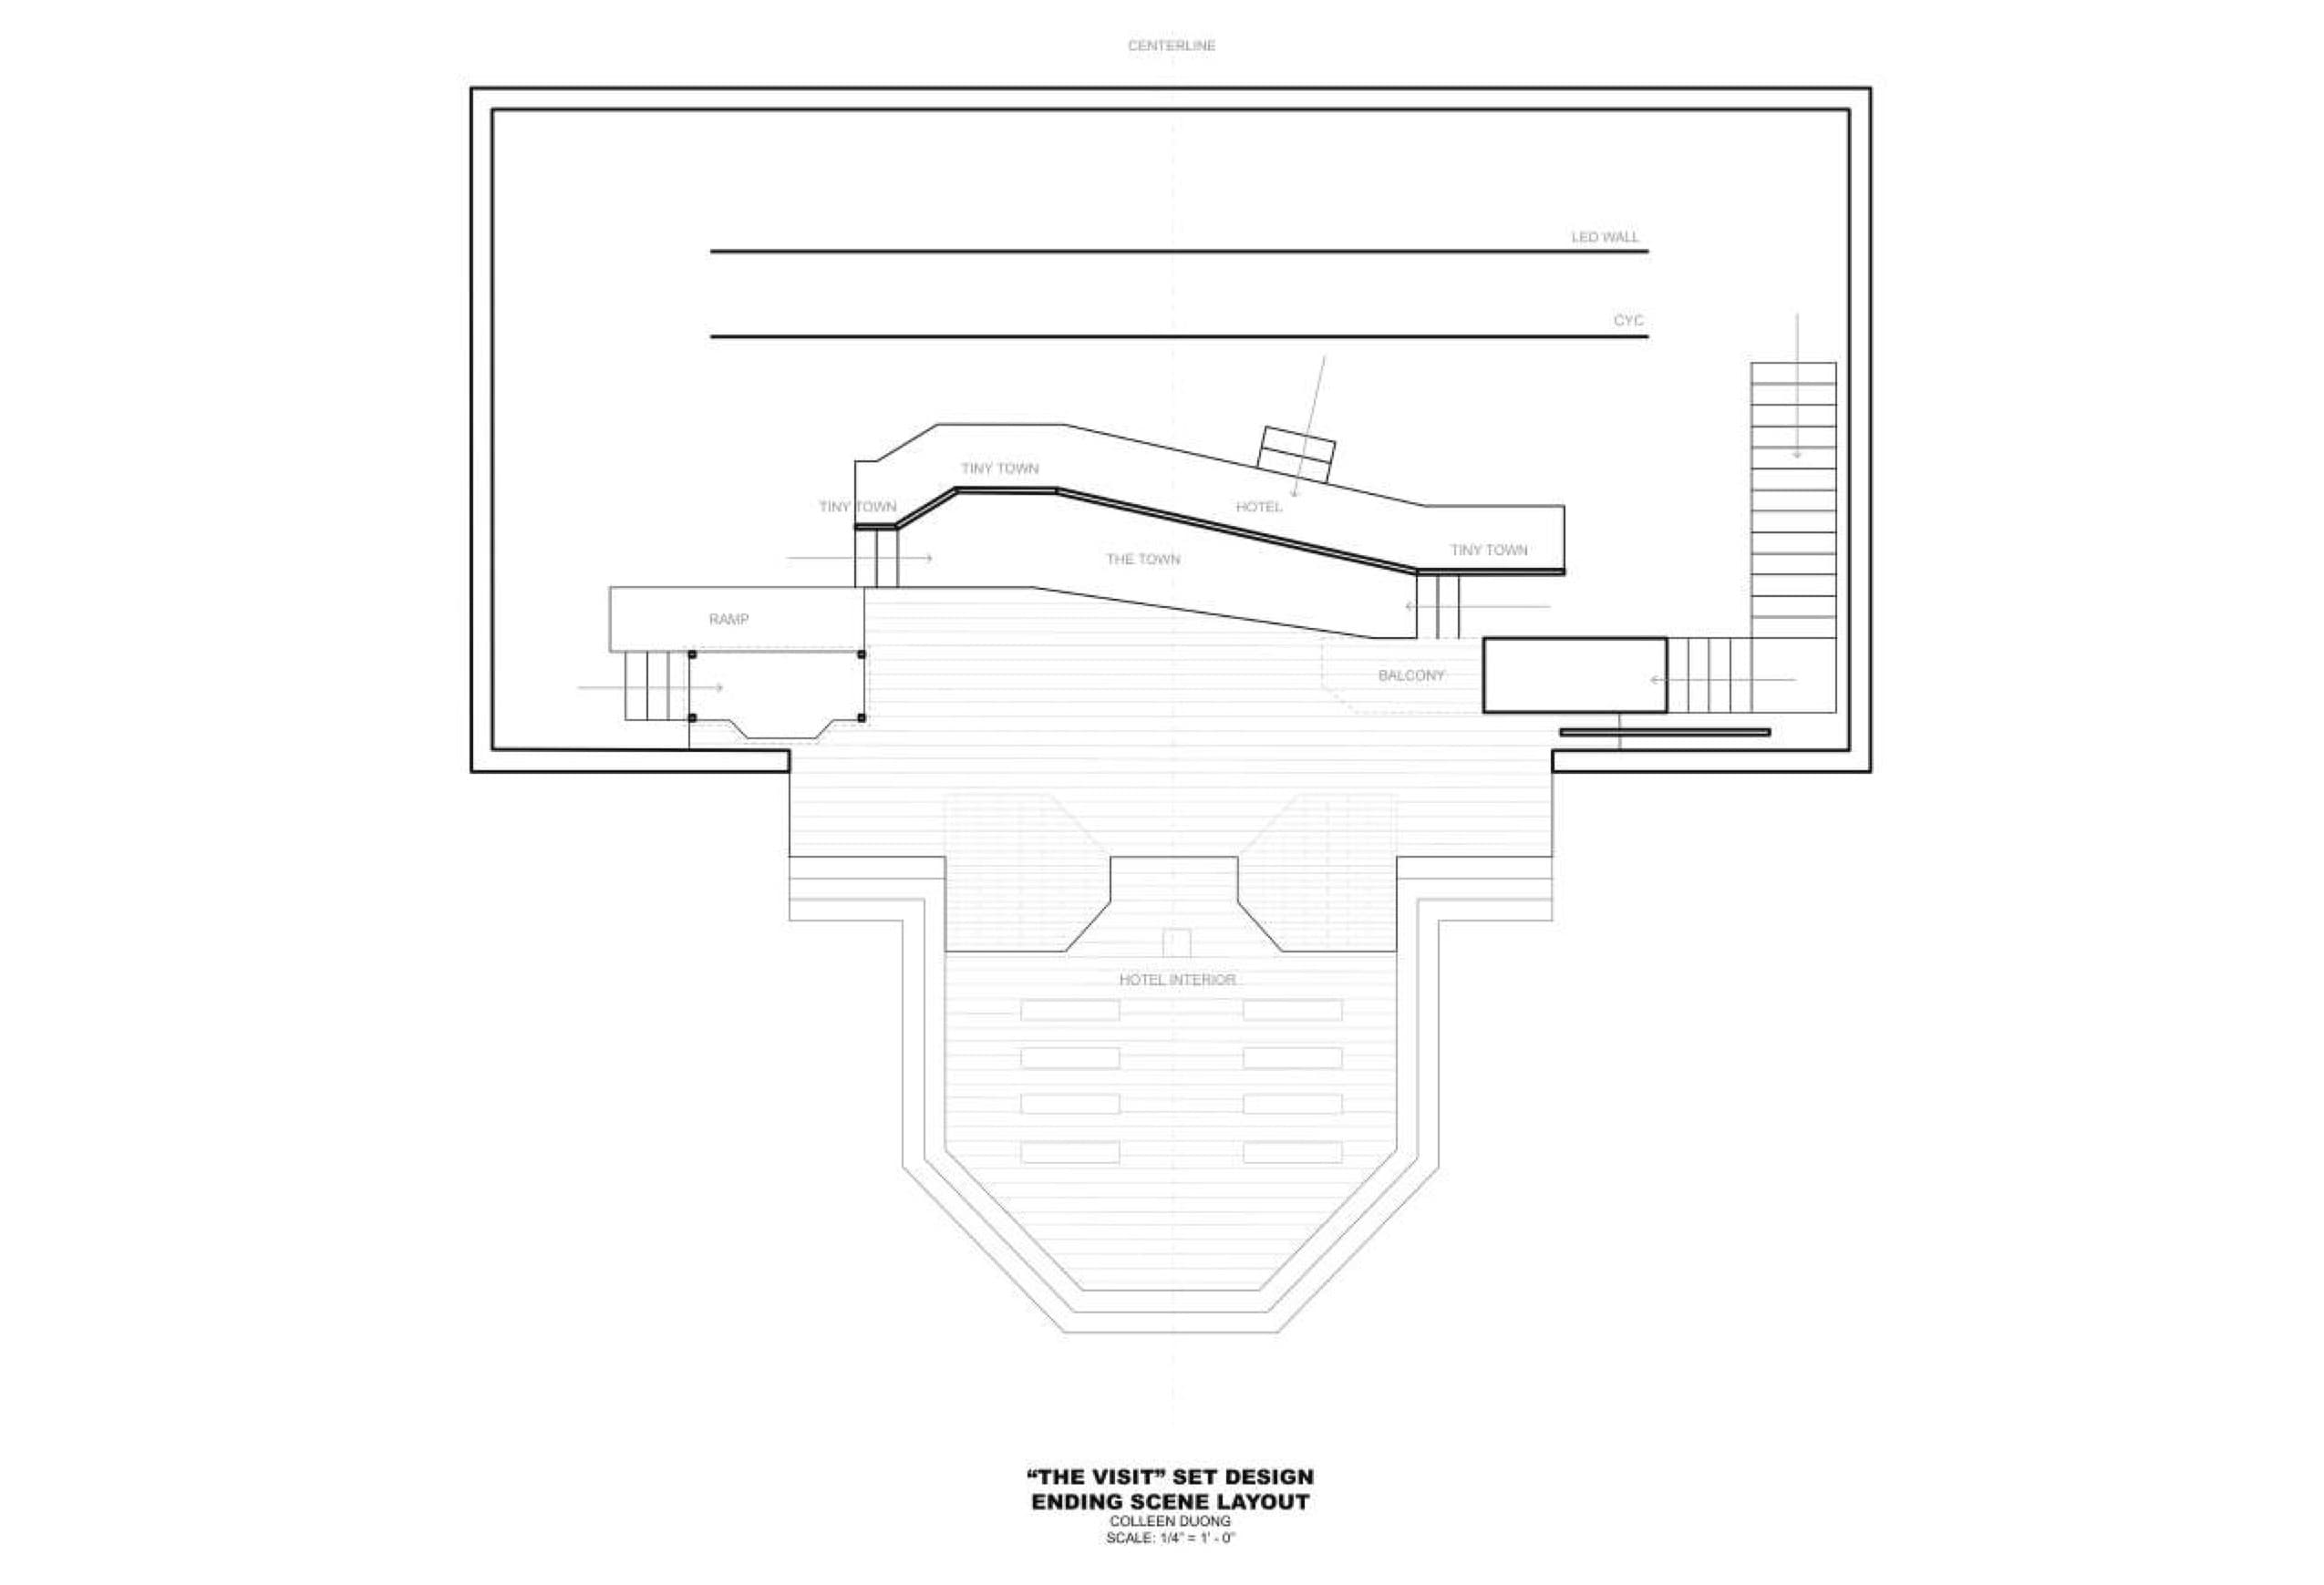 CENTERLINE
LED WALL
CYC
TINY TOWN
TINY TOWN
HOTEL
TINY TOWN
THE TOWN
RAMP
BALCONY
HOTEL INTERIOR
“THE VISIT” SET DESIGN
ENDING SCENE LAYOUT
COLLEEN DUONG
SCALE: 1/4" = 1' - 0"